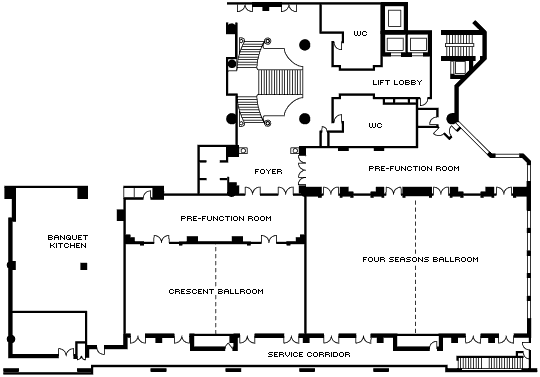 WC
LIFT LOBBY
WC
FOYER
PRE-FUNCTION ROOM
PRE-FUNCTION ROOM
BANQUET
KITCHEN
FOUR SEASONS BALLROOM
CRESCENT BALLROOM
SERVICE CORRIDOR